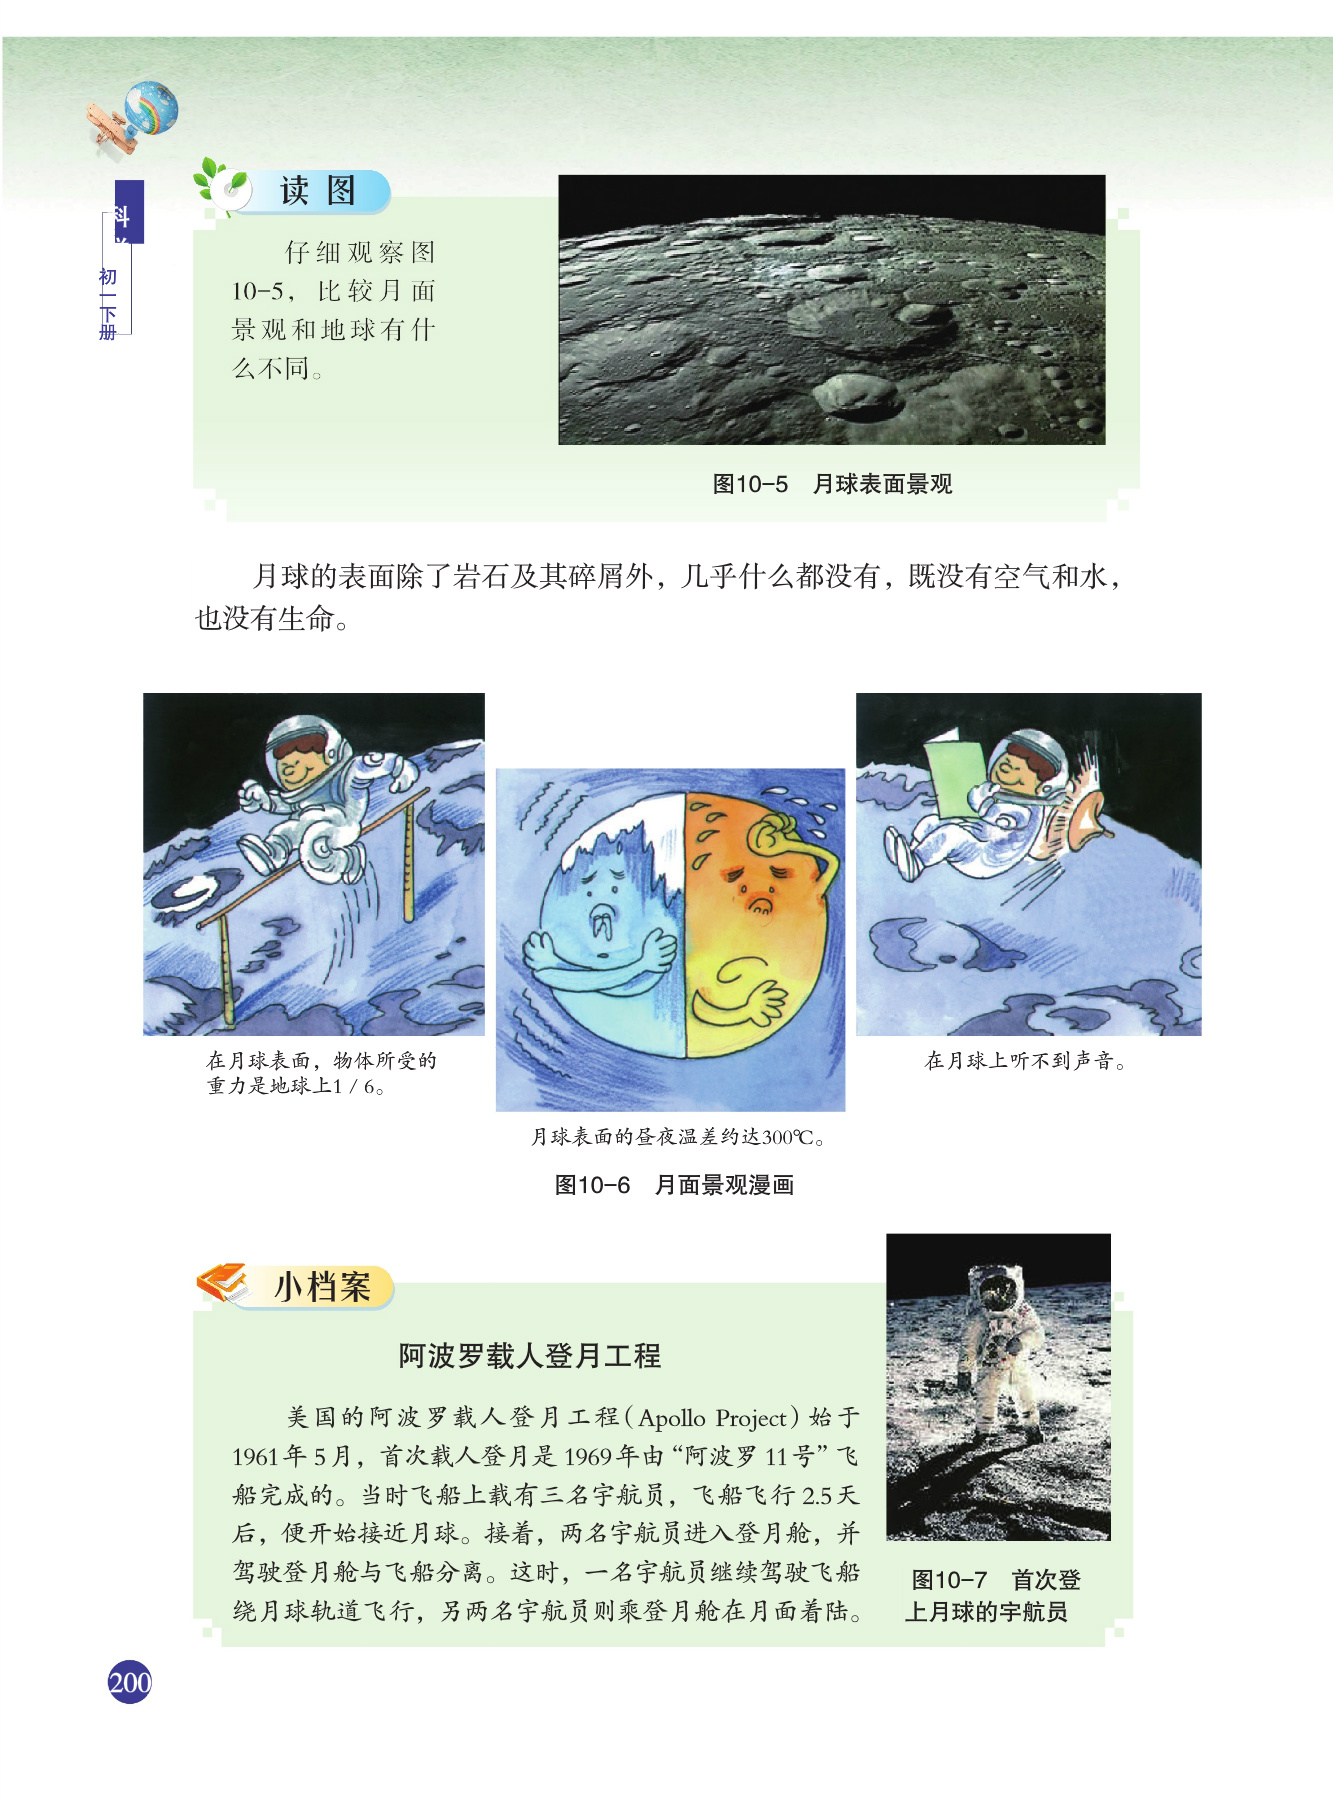 科
初一下册
读图
仔细观察图
10-5，比较月面
景观和地球有什
么不同。
图10-5 月球表面景观
月球的表面除了岩石及其碎屑外，几乎什么都没有，既没有空气和水，
也没有生命。
在月球表面，物体所受的
重力是地球上1 / 6。
月球表面的昼夜温差约达300℃。
在月球上听不到声音。
图10-6 月面景观漫画
小档案
阿波罗载人登月工程
美国的阿波罗载人登月工程（Apollo Project）始于
1961年5月，首次载人登月是1969年由“阿波罗11号”飞
船完成的。当时飞船上载有三名宇航员，飞船飞行2.5天
后，便开始接近月球。接着，两名宇航员进入登月舱，并
驾驶登月舱与飞船分离。这时，一名宇航员继续驾驶飞船
绕月球轨道飞行，另两名宇航员则乘登月舱在月面着陆。
图10-7 首次登
上月球的宇航员
200